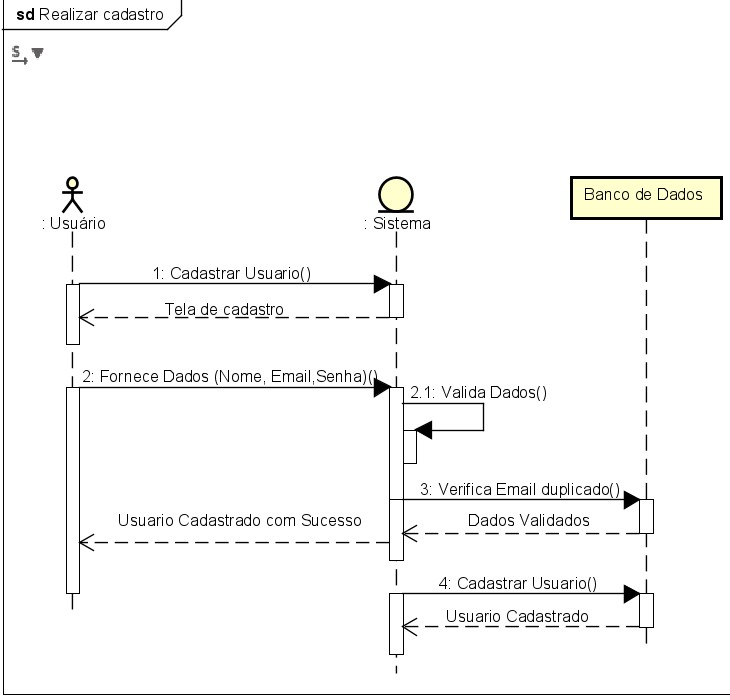 sd Realizar cadastro
S
: Usuário
: Sistema
Banco de Dados
1: Cadastrar Usuario()
Tela de cadastro
2: Fornece Dados (Nome, Email,Senha)()
2.1: Valida Dados()
3: Verifica Email duplicado()
Usuario Cadastrado com Sucesso
Dados Validados
4: Cadastrar Usuario()
Usuario Cadastrado